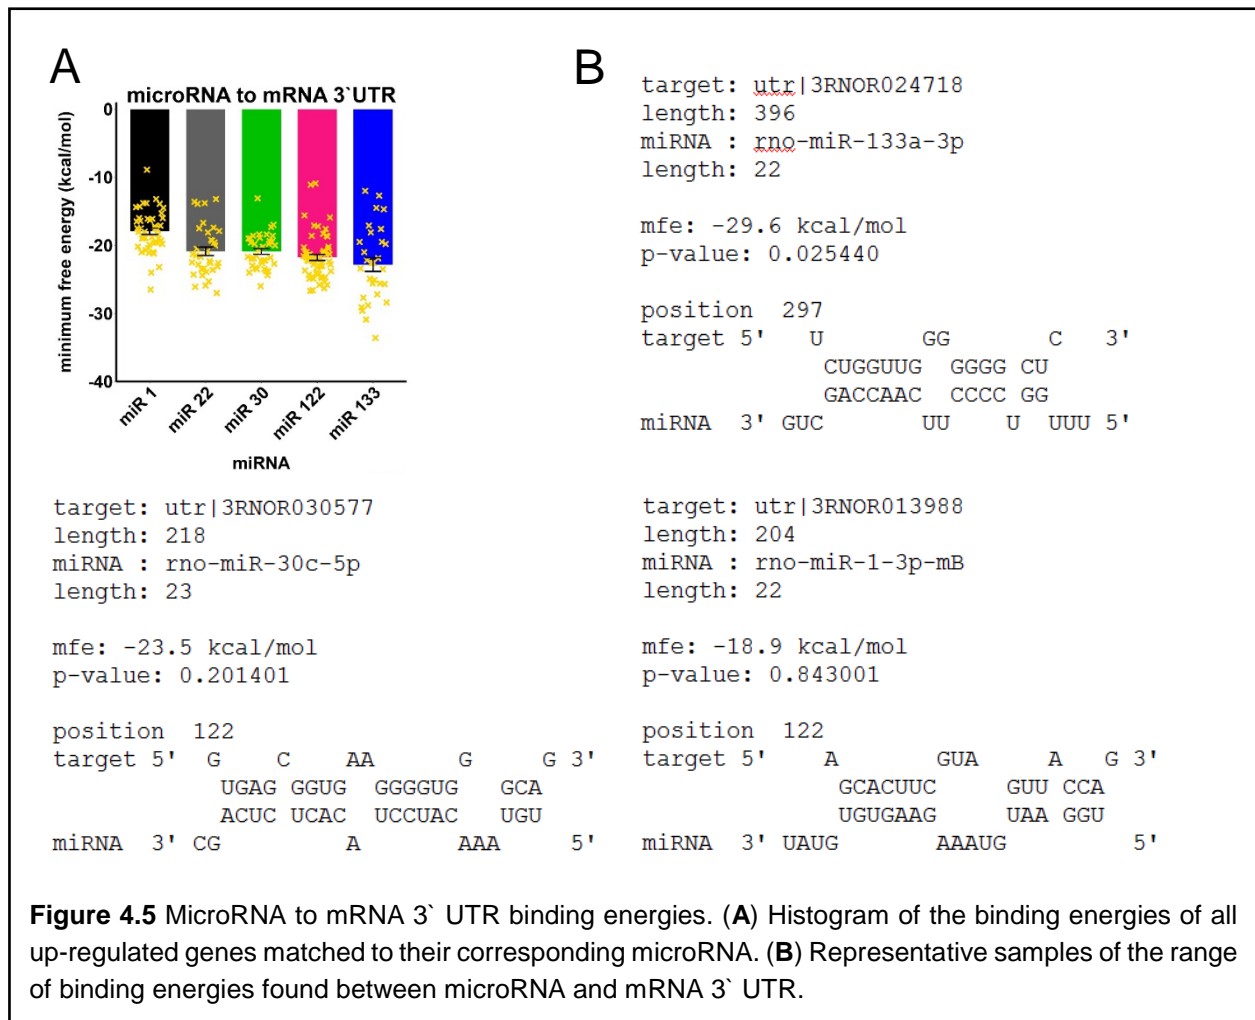 A
microRNA to mRNA 3`UTR
minimum free energy (kcal/mol)
0
-10
-20
-30
-40
miR 1
miR 22
miR 30
miR 122
miR 133
miRNA
B
target: utr|3RNOR024718
length: 396
miRNA : rno-miR-133a-3p
length: 22
mfe: -29.6 kcal/mol
p-value: 0.025440
position  297
target 5'   U       GG       C   3'
             CUGGUUG  GGGG CU
             GACCAAC  CCCC GG
miRNA  3' GUC       UU    U  UUU 5'
target: utr|3RNOR030577
length: 218
miRNA : rno-miR-30c-5p
length: 23
mfe: -23.5 kcal/mol
p-value: 0.201401
position  122
target 5'  G    C    AA      G     G 3'
            UGAG GGUG  GGGGUG   GCA
            ACUC UCAC  UCCUAC   UGU
miRNA  3' CG         A       AAA     5'
target: utr|3RNOR013988
length: 204
miRNA : rno-miR-1-3p-mB
length: 22
mfe: -18.9 kcal/mol
p-value: 0.843001
position  122
target 5'    A       GUA     A   G 3'
              GCACUUC     GUU CCA
              UGUGAAG     UAA GGU
miRNA  3' UAUG       AAAUG         5'
Figure 4.5 MicroRNA to mRNA 3` UTR binding energies. (A) Histogram of the binding energies of all
up-regulated genes matched to their corresponding microRNA. (B) Representative samples of the range
of binding energies found between microRNA and mRNA 3` UTR.